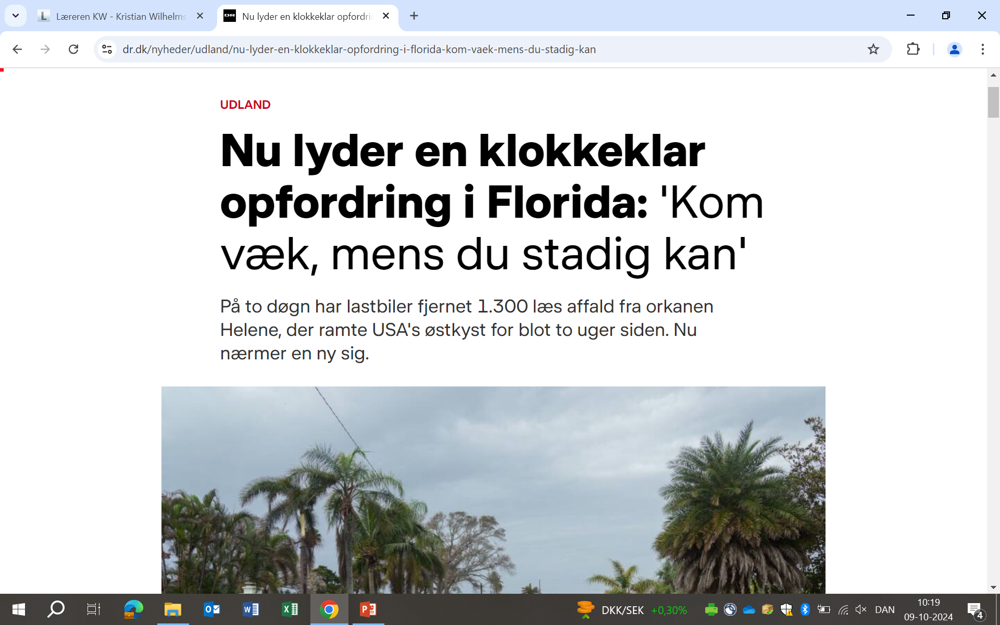 Læreren KW - Kristian Wilhelms
DR
Nu lyder en klokkeklar opfordri
dr.dk/nyheder/udland/nu-lyder-en-klokkeklar-opfordring-i-florida-kom-vaek-mens-du-stadig-kan
UDLAND
Nu lyder en klokkeklar
opfordring i Florida: 'Kom
væk, mens du stadig kan'
På to døgn har lastbiler fjernet 1.300 læs affald fra orkanen
Helene, der ramte USA's østkyst for blot to uger siden. Nu
nærmer en ny sig.
DKK/SEK +0,30%
DAN
10:19
09-10-2024
4